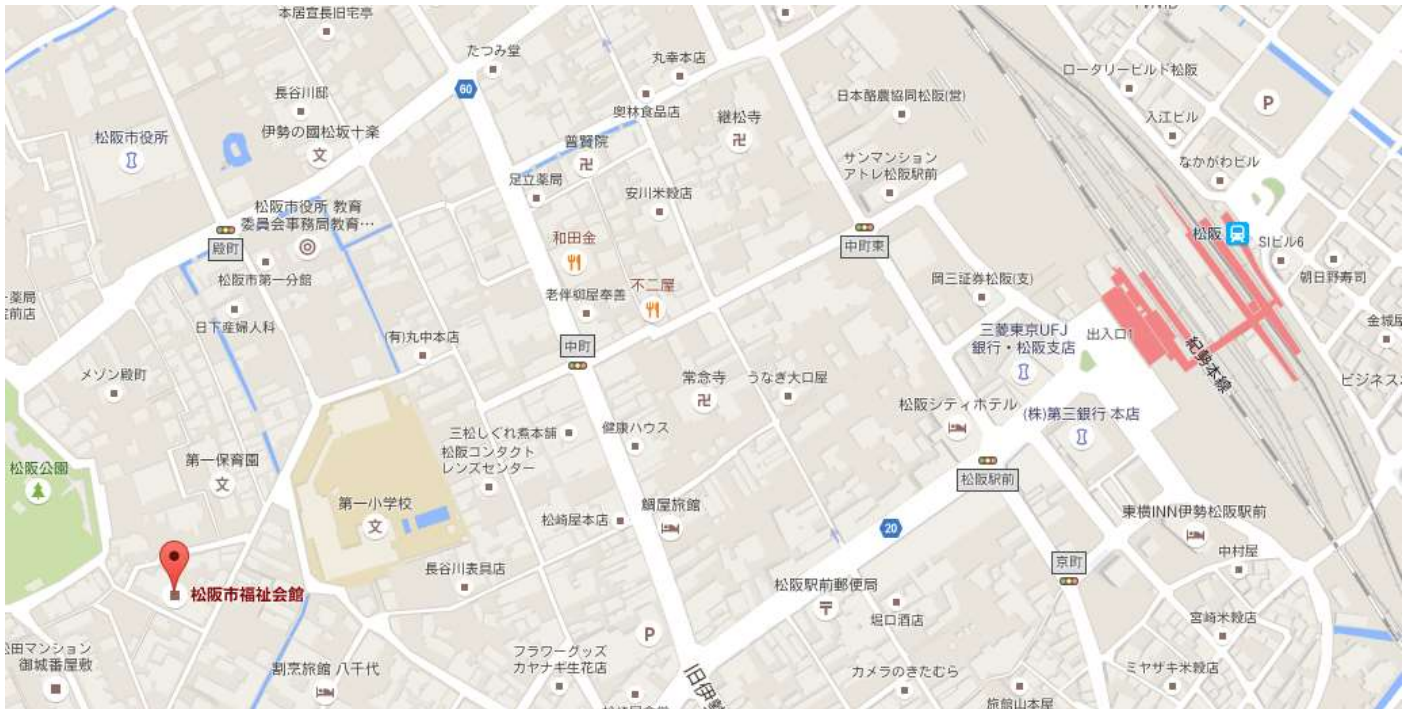 本居宣長旧宅亭
たつみ堂
丸幸本店
ロータリービルド松阪
長谷川邸
60
奥林食品店
継松寺
日本酪農協同松阪(営)
P
入江ビル
松阪市役所
伊勢の國松坂十楽
普賢院
サンマンション
アトレ松阪駅前
なかがわビル
足立薬局
安川米穀店
松阪市役所 教育
委員会事務局教育…
殿町
和田金
中町東
松阪
SIビル6
松阪市第一分館
岡三証券松阪(支)
朝日野寿司
老伴柳屋奉善
不二屋
日下産婦人科
(有)丸中本店
中町
三菱東京UFJ
銀行・松阪支店
出入口1
紀勢本線
メゾン殿町
常念寺
うなぎ大口屋
ビジネス
松阪シティホテル
(株)第三銀行 本店
三松しぐれ煮本舗
健康ハウス
松阪コンタクト
レンズセンター
松阪公園
第一保育園
松阪駅前
第一小学校
松崎屋本店
鯛屋旅館
20
東横INN伊勢松阪駅前
中村屋
京町
長谷川表具店
松阪駅前郵便局
松阪市福祉会館
堀口酒店
宮崎米穀店
P
御城番屋敷
割烹旅館 八千代
フラワーグッズ
カヤナギ生花店
カメラのきたむら
ミヤザキ米穀店
旅館山本屋